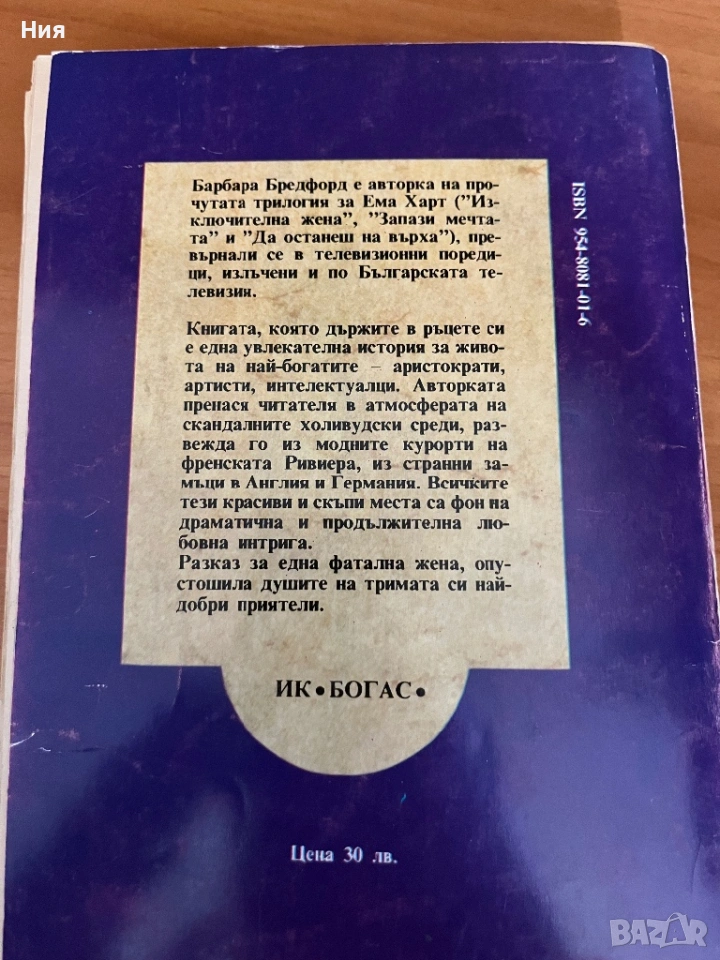 Ния
Барбара Бредфорд е авторка на про-
чутата трилогия за Ема Харт ("Из-
ключителна жена", "Запази мечта-
та" и "Да останеш на върха"), пре-
върнали се в телевизионни пореди-
ци, излъчени и по Българската те-
левизия.
Книгата, която държите в ръцете си
е една увлекателна история за живо-
та на най-богатите – аристократи,
артисти, интелектуалци. Авторката
пренася читателя в атмосферата на
скандалните холивудски среди, раз-
вежда го из модните курорти на
френската Ривиера, из странни за-
мъци в Англия и Германия. Всичките
тези красиви и скъпи места са фон на
драматична и продължителна лю-
бовна интрига.
Разказ за една фатална жена, опу-
стошила душите на тримата си най-
добри приятели.
ИК • БОГАС •
Цена 30 лв.
ISBN 954-8081-01-6
BAZAR